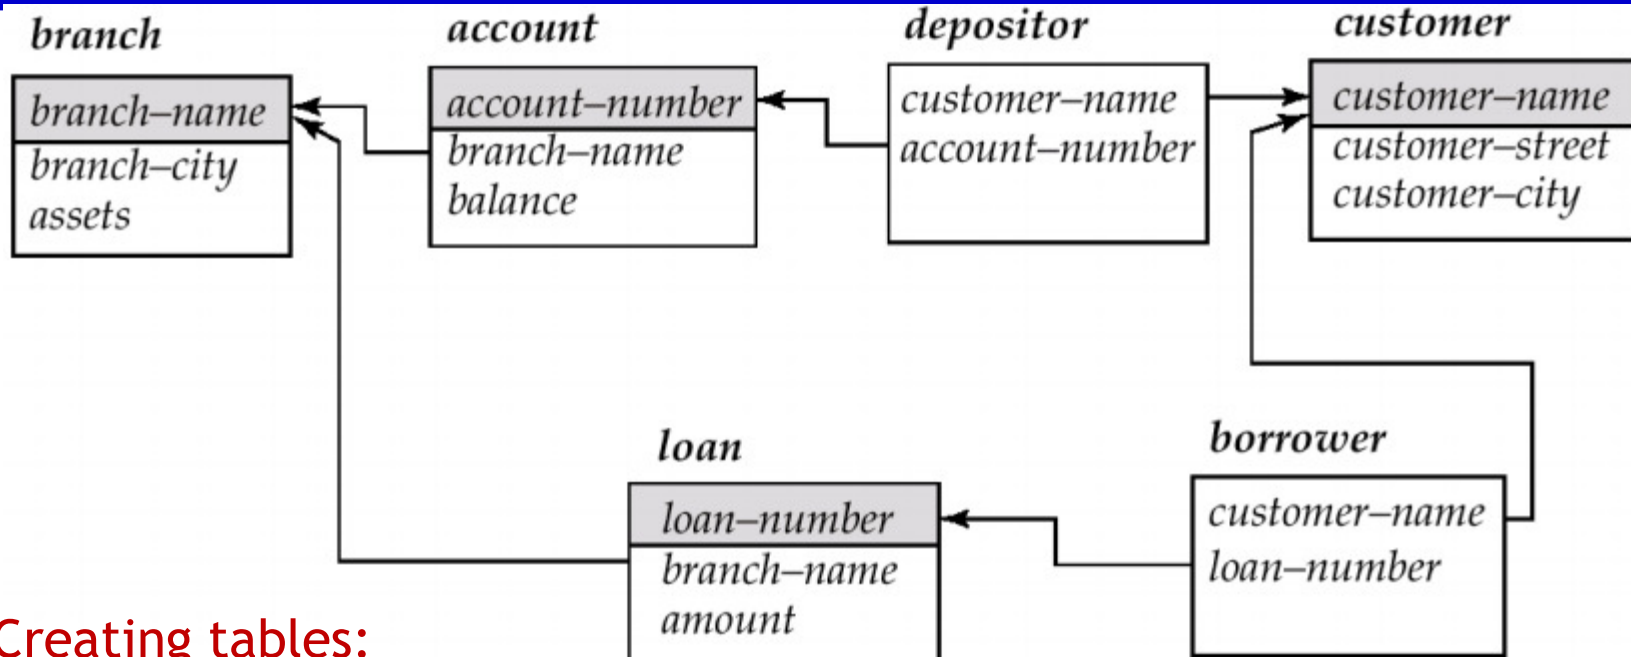 branch
branch–name
branch–city
assets
account
account–number
branch–name
balance
depositor
customer–name
account–number
customer
customer–name
customer–street
customer–city
loan
loan–number
branch–name
amount
borrower
customer–name
loan–number
Creating tables: